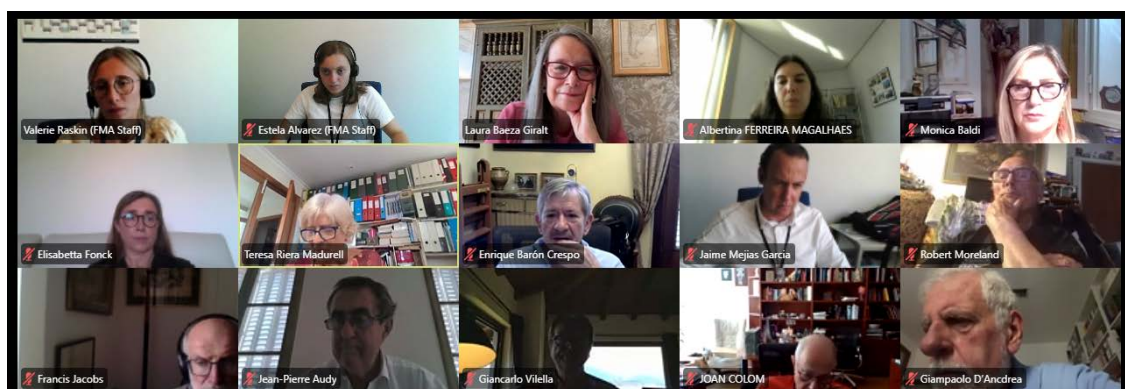 Valerie Raskin (FMA Staff)
Estela Alvarez (FMA Staff)
Laura Baeza Giralt
Albertina FERREIRA MAGALHAES
Monica Baldi
Elisabetta Fonck
Teresa Riera Madurell
Enrique Barón Crespo
Jaime Mejias Garcia
Robert Moreland
Francis Jacobs
Jean-Pierre Audy
Giancarlo Vilella
JOAN COLOM
Giampaolo D'Ancdrea